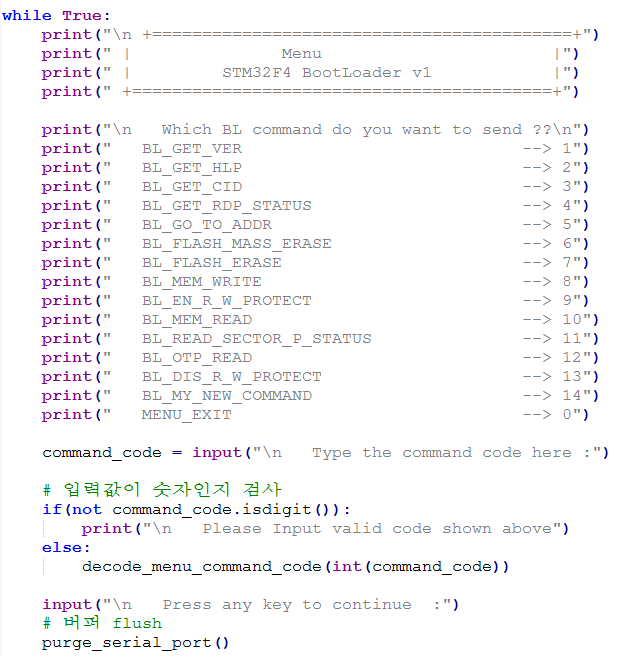 while True:
    print("\n +==========================================+")
    print(" |               Menu                       |")
    print(" |         STM32F4 BootLoader v1            |")
    print(" +==========================================+")
    print("\n   Which BL command do you want to send ??\n")
    print("   BL_GET_VER                            --> 1")
    print("   BL_GET_HLP                            --> 2")
    print("   BL_GET_CID                            --> 3")
    print("   BL_GET_RDP_STATUS                     --> 4")
    print("   BL_GO_TO_ADDR                         --> 5")
    print("   BL_FLASH_MASS_ERASE                   --> 6")
    print("   BL_FLASH_ERASE                        --> 7")
    print("   BL_MEM_WRITE                          --> 8")
    print("   BL_EN_R_W_PROTECT                     --> 9")
    print("   BL_MEM_READ                           --> 10")
    print("   BL_READ_SECTOR_P_STATUS               --> 11")
    print("   BL_OTP_READ                           --> 12")
    print("   BL_DIS_R_W_PROTECT                    --> 13")
    print("   BL_MY_NEW_COMMAND                     --> 14")
    print("   MENU_EXIT                             --> 0")
    command_code = input("\n   Type the command code here :")
    # 입력값이 숫자인지 검사
    if(not command_code.isdigit()):
        print("\n   Please Input valid code shown above")
    else:
        decode_menu_command_code(int(command_code))
    input("\n   Press any key to continue  :")
    # 버퍼 flush
    purge_serial_port()